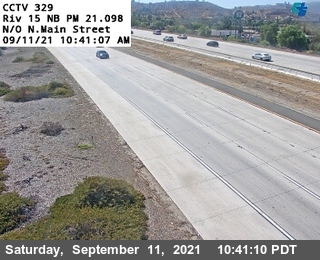 CCTV 329
Riv 15 NB PM 21.098
N/O N.Main Street
09/11/21 10:41:07 AM
Saturday, September 11, 2021 10:41:10 PDT